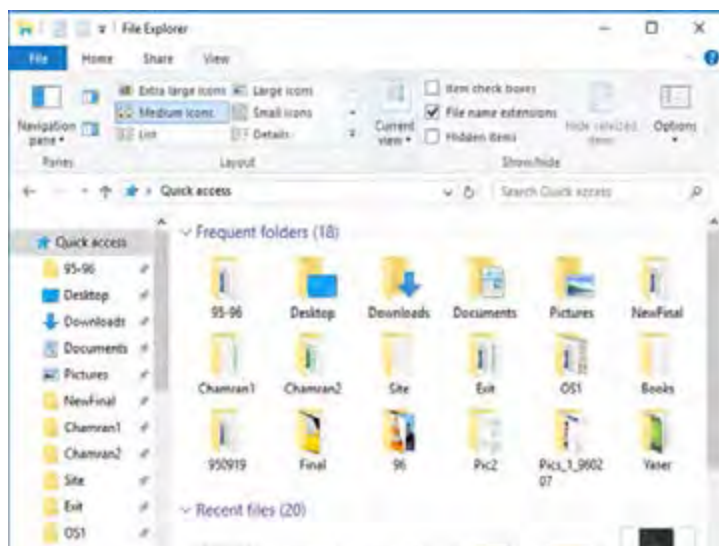 File Explorer
File Home Share View
Navigation pane
Extra large icons Large icons
Medium icons Small icons
List Details
Current view
Item check boxes
File name extensions
Hidden items
Hide selected items
Options
Panes Layout Show/hide
Quick access Search Quick access
Quick access
95-96
Desktop
Downloads
Documents
Pictures
NewFinal
Chamran1
Chamran2
Site
Exit
OS1
Frequent folders (18)
95-96 Desktop Downloads Documents Pictures NewFinal
Chamran1 Chamran2 Site Exit OS1 Books
950919 Final 96 Pic2 Pics_1_960207 Yaser
Recent files (20)